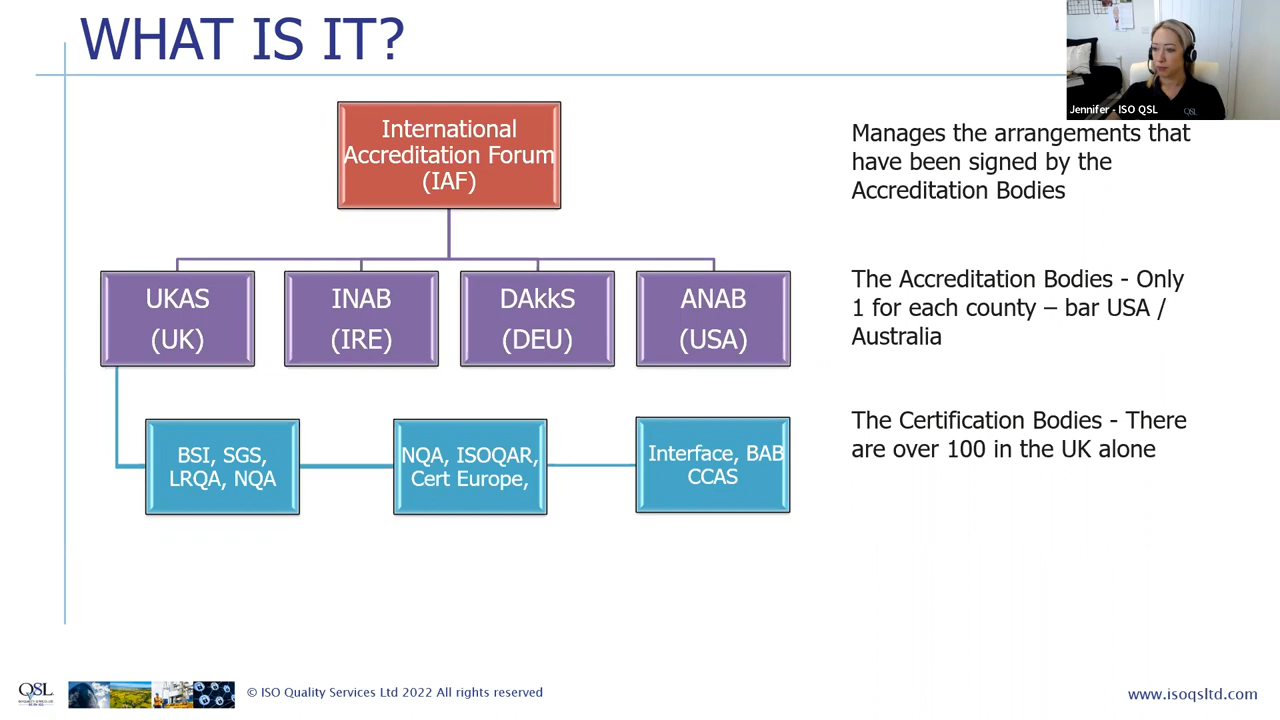 WHAT IS IT?
Jennifer - ISO QSL
International
Accreditation Forum
(IAF)
Manages the arrangements that
have been signed by the
Accreditation Bodies
UKAS
(UK)
INAB
(IRE)
DAkkS
(DEU)
ANAB
(USA)
The Accreditation Bodies - Only
1 for each county – bar USA /
Australia
BSI, SGS,
LRQA, NQA
NQA, ISOQAR,
Cert Europe,
Interface, BAB
CCAS
The Certification Bodies - There
are over 100 in the UK alone
QSL
© ISO Quality Services Ltd 2022 All rights reserved
www.isoqsltd.com